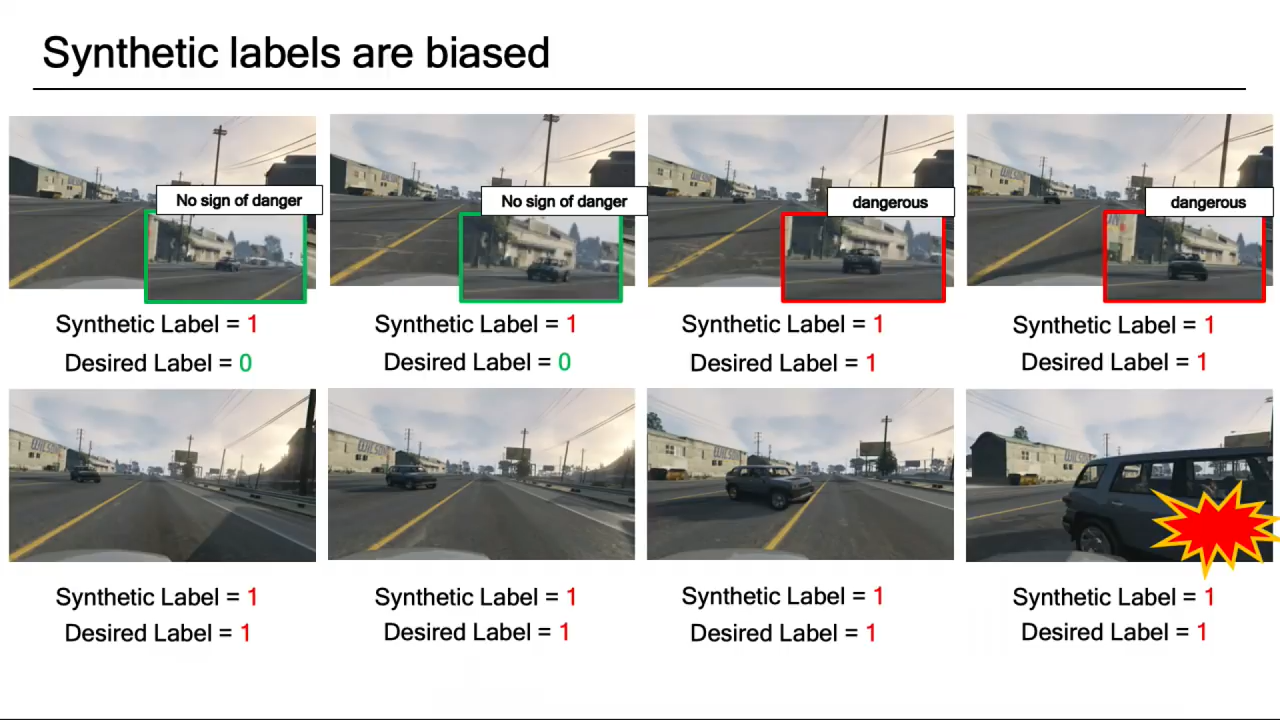 Synthetic labels are biased
No sign of danger
No sign of danger
dangerous
dangerous
Synthetic Label = 1
Desired Label = 0
Synthetic Label = 1
Desired Label = 0
Synthetic Label = 1
Desired Label = 1
Synthetic Label = 1
Desired Label = 1
WILSON
WILSON
WILSON
Synthetic Label = 1
Desired Label = 1
Synthetic Label = 1
Desired Label = 1
Synthetic Label = 1
Desired Label = 1
Synthetic Label = 1
Desired Label = 1